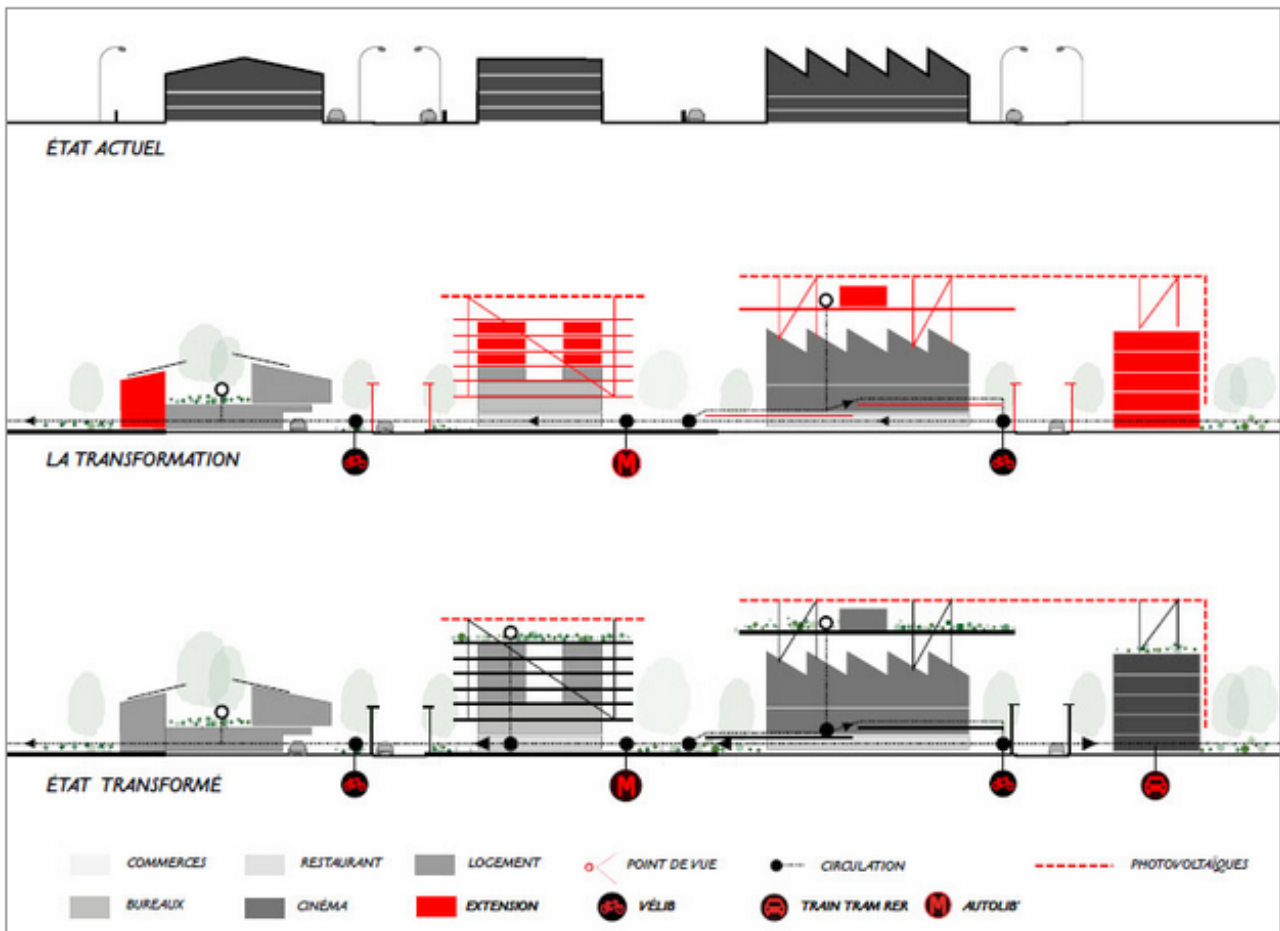 ÉTAT ACTUEL
LA TRANSFORMATION
M
ÉTAT TRANSFORMÉ
M
COMMERCES RESTAURANT LOGEMENT POINT DE VUE CIRCULATION PHOTOVOLTAÏQUES
BUREAUX CINÉMA EXTENSION VÉLIB TRAIN TRAM RER M AUTOLIB'